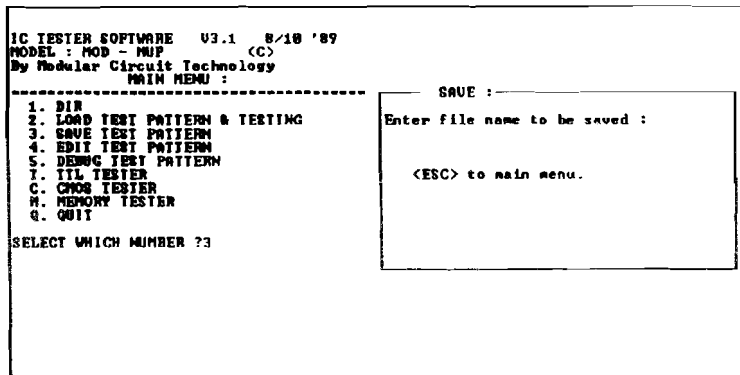 IC TESTER SOFTWARE V3.1 8/10 '89
MODEL : MOD - MUP (C)
By Modular Circuit Technology
MAIN MENU :
1. DIR
2. LOAD TEST PATTERN & TESTING
3. SAVE TEST PATTERN
4. EDIT TEST PATTERN
5. DEBUG TEST PATTERN
T. TTL TESTER
C. CMOS TESTER
M. MEMORY TESTER
Q. QUIT
SELECT WHICH NUMBER ?3
SAVE :
Enter file name to be saved :
<ESC> to main menu.